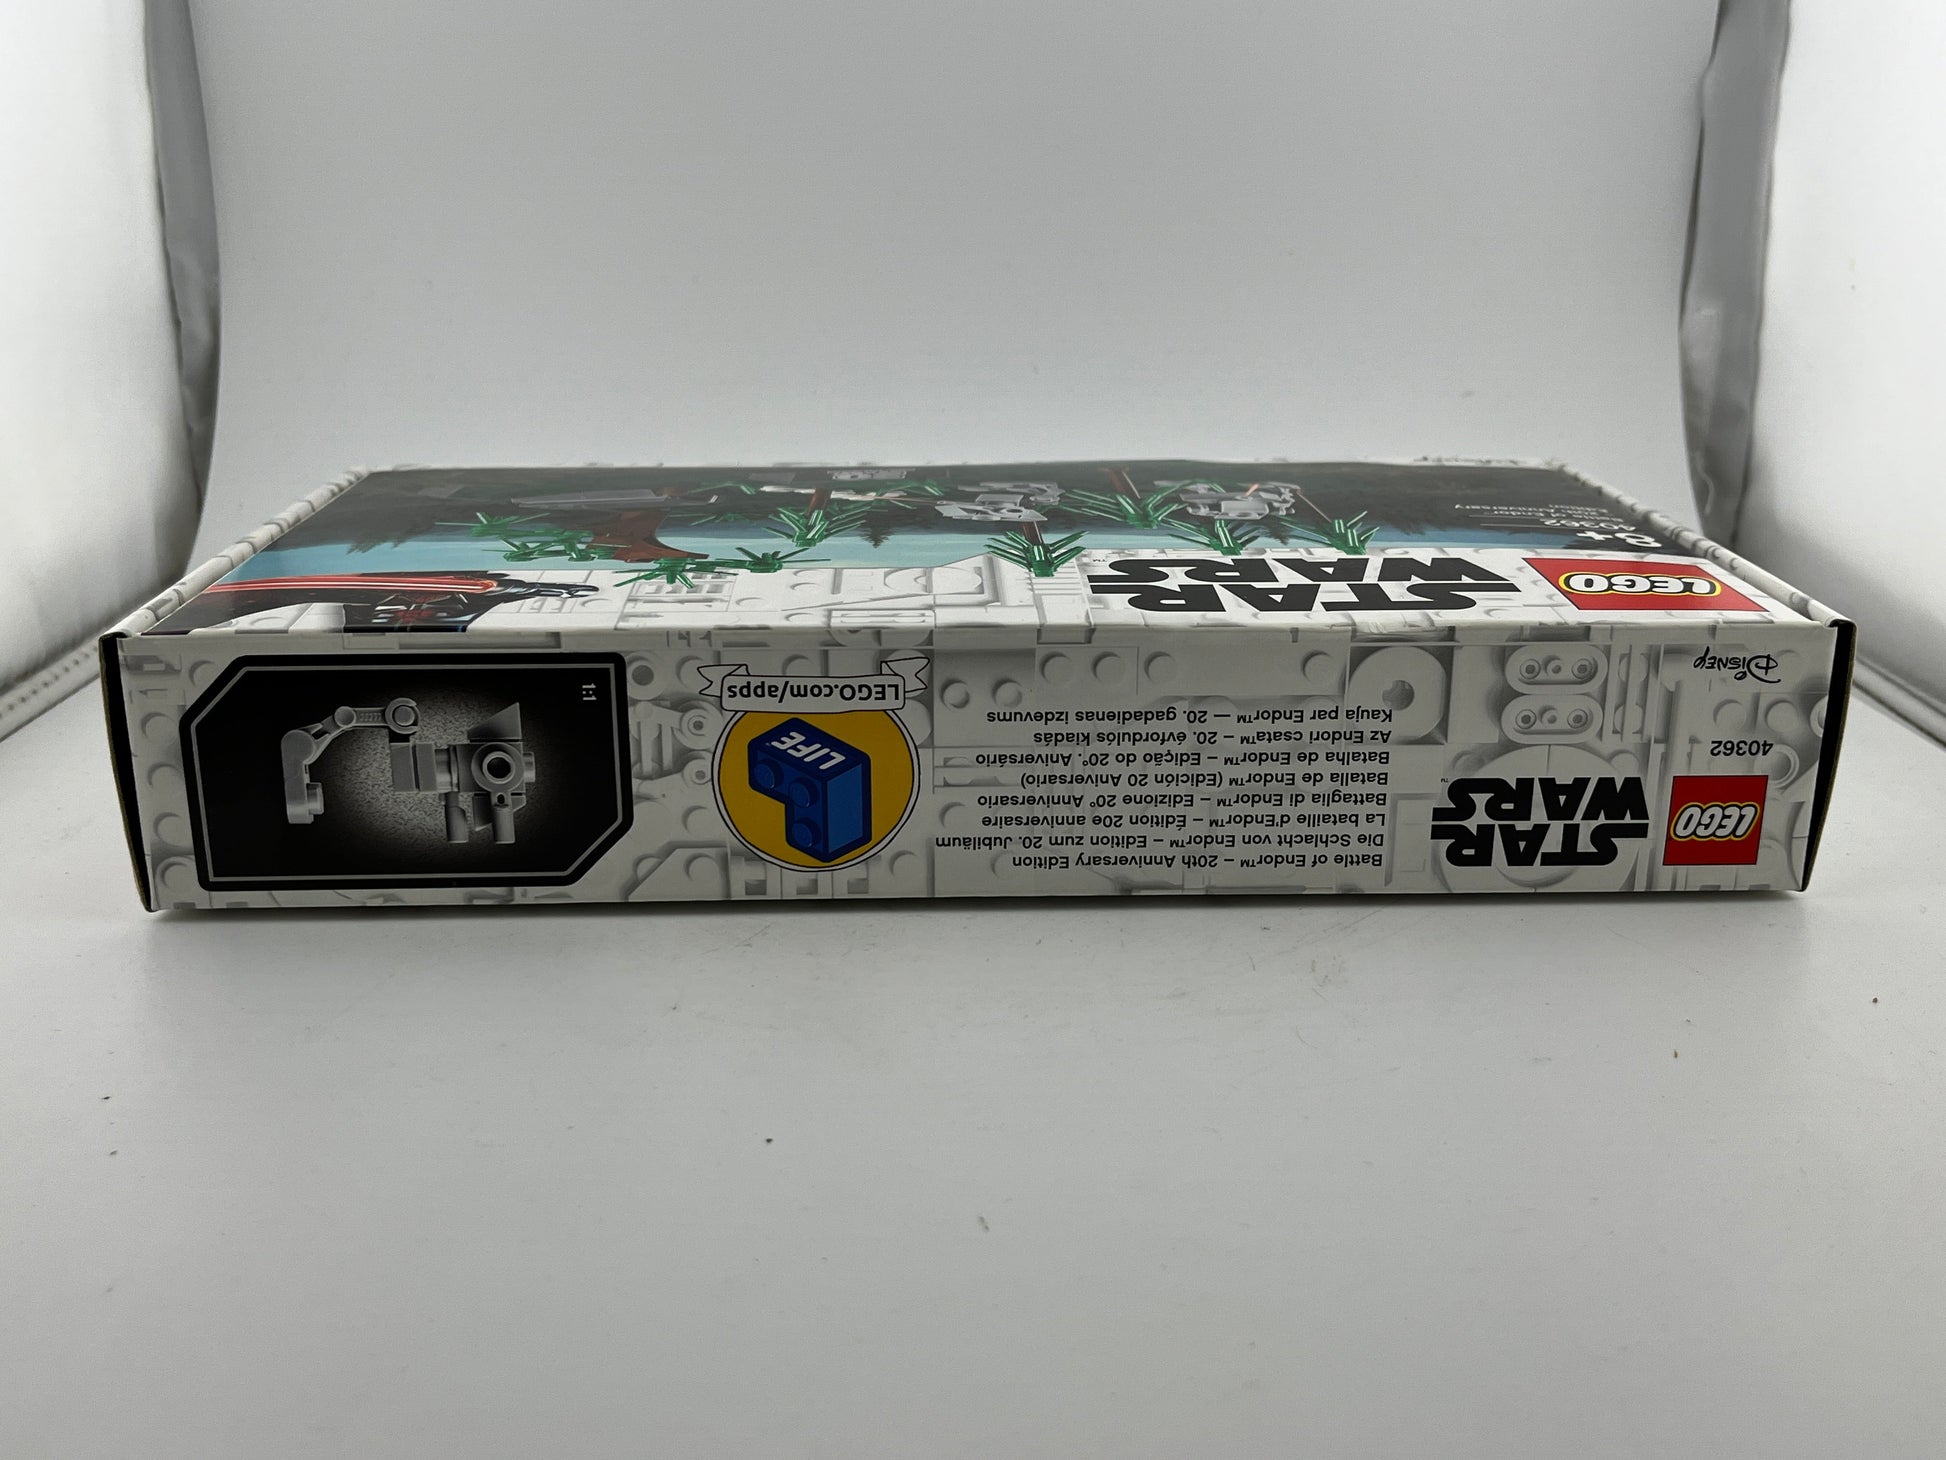 LEGO
STAR
WARS™
40362
Disney
Battle of Endor™ – 20th Anniversary Edition
Die Schlacht von Endor™ – Edition zum 20. Jubiläum
La bataille d'Endor™ – Édition 20e anniversaire
Battaglia di Endor™ – Edizione 20° Anniversario
Batalla de Endor™ (Edición 20 Aniversario)
Batalha de Endor™ – Edição do 20º. Aniversário
Az Endori csata™ – 20. évfordulós kiadás
Kauja par Endor™ — 20. gadadienas izdevums
LIFE
LEGO.com/apps
1:1
LEGO
STAR
WARS™
8+
40362